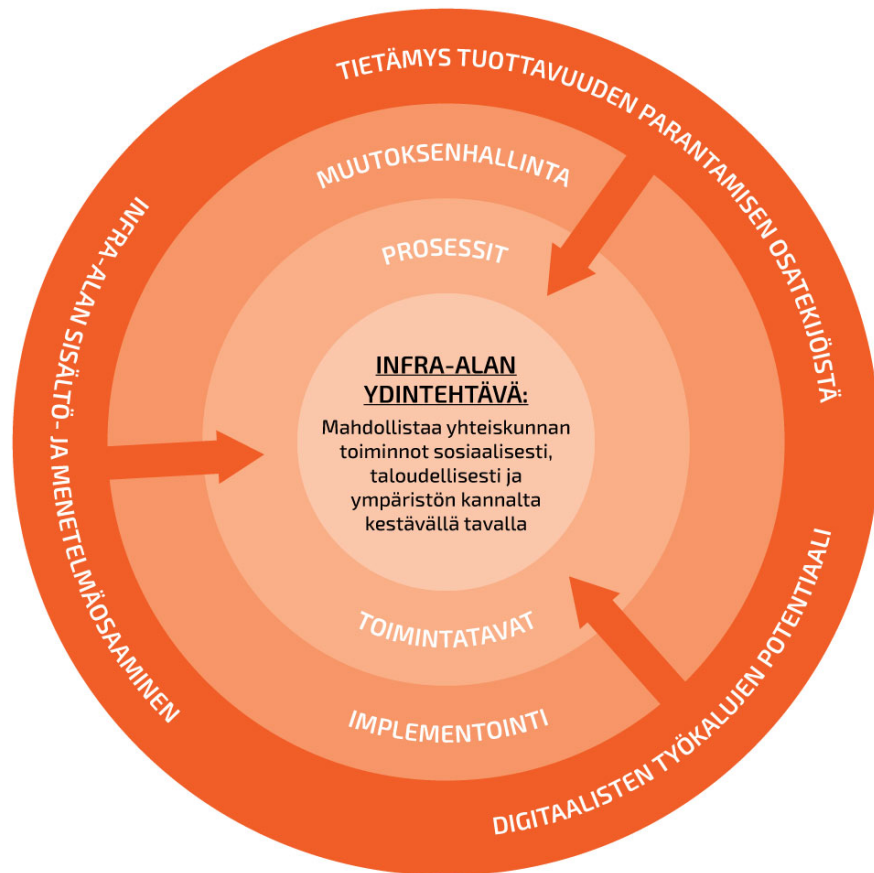 TIETÄMYS TUOTTAVUUDEN PARANTAMISEN OSATEKIJÖISTÄ
INFRA-ALAN SISÄLTÖ- JA MENETELMÄOSAAMINEN
DIGITAALISTEN TYÖKALUJEN POTENTIAALI
MUUTOKSENHALLINTA
PROSESSIT
INFRA-ALAN
YDINTEHTÄVÄ:
Mahdollistaa yhteiskunnan
toiminnot sosiaalisesti,
taloudellisesti ja
ympäristön kannalta
kestävällä tavalla
TOIMINTATAVAT
IMPLEMENTOINTI